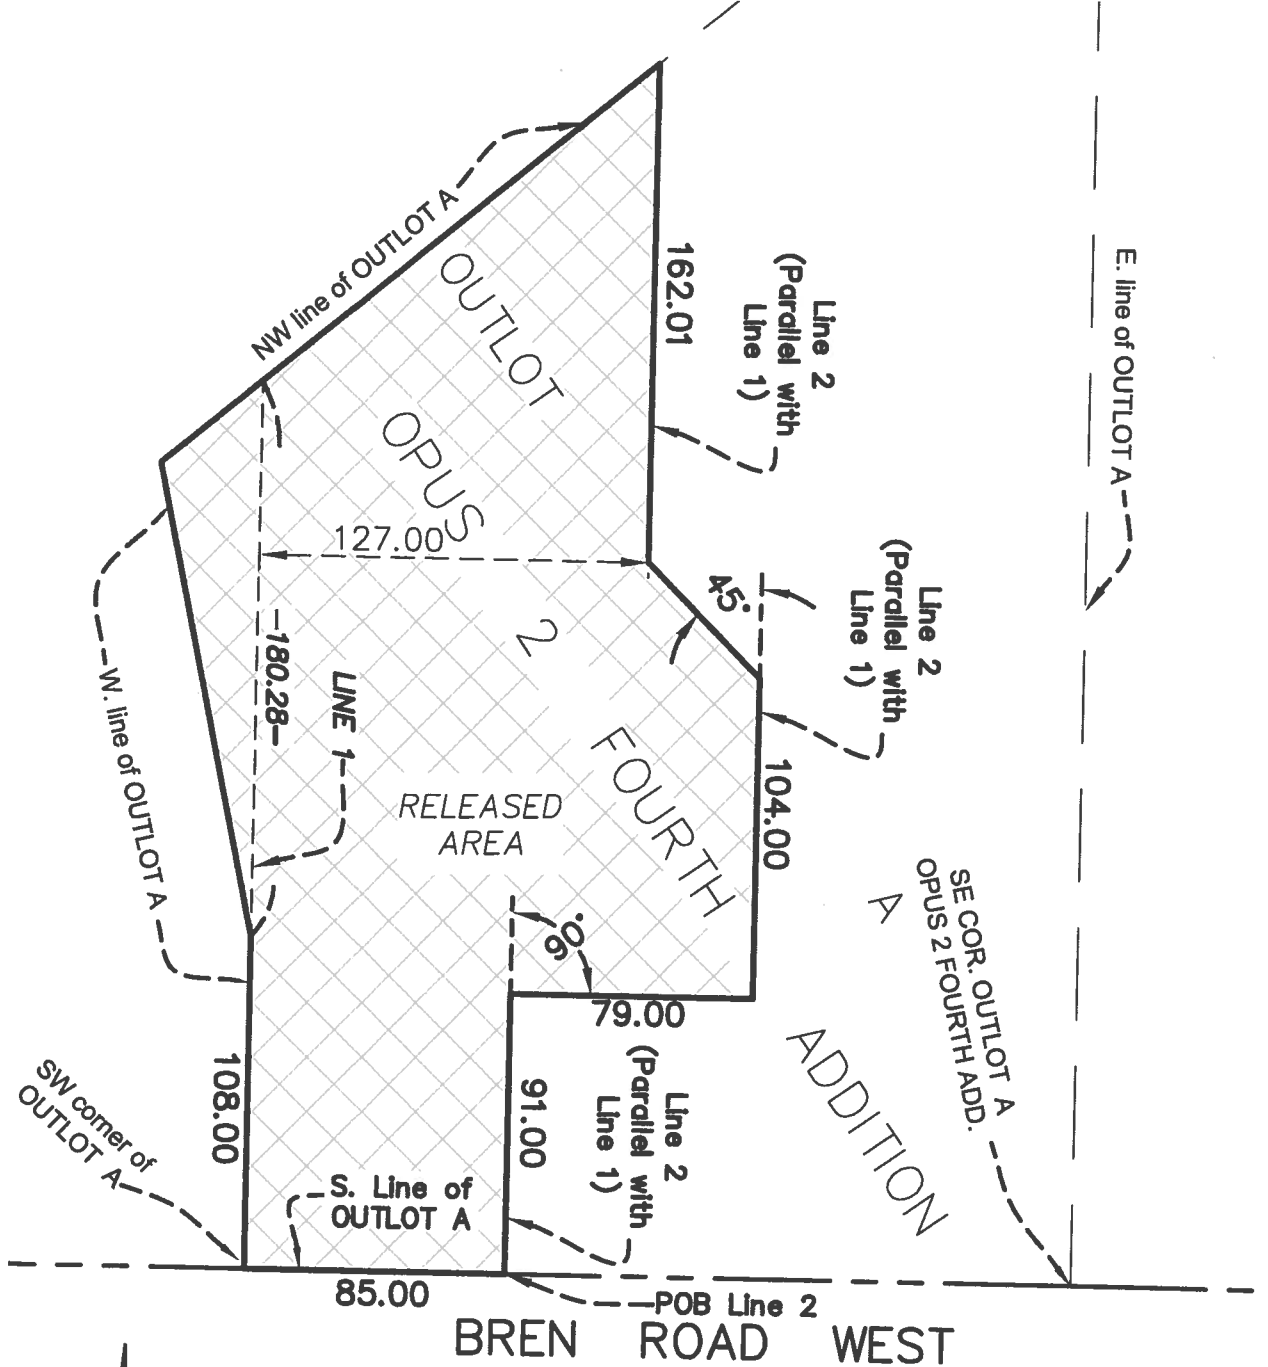 NW line of OUTLOT A
162.01
Line 2
(Parallel with
Line 1)
E. line of OUTLOT A
OUTLOT
OPUS
127.00
45°
Line 2
(Parallel with
Line 1)
2
180.28
LINE 1
W. line of OUTLOT A
FOURTH
104.00
RELEASED
AREA
A
SE COR. OUTLOT A
OPUS 2 FOURTH ADD.
90°
79.00
ADDITION
108.00
91.00
Line 2
(Parallel with
Line 1)
SW corner of
OUTLOT A
S. Line of
OUTLOT A
85.00
POB Line 2
BREN ROAD WEST